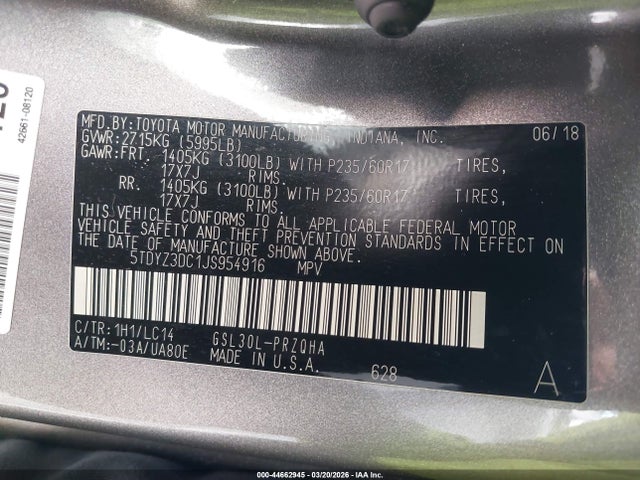 42661-08120
MFD.BY:TOYOTA MOTOR MANUFACTURING, INDIANA, INC. 06/18
GVWR:2715KG (5995LB)
GAWR:FRT. 1405KG (3100LB) WITH P235/60R17 TIRES,
17X7J RIMS.
RR. 1405KG (3100LB) WITH P235/60R17 TIRES,
17X7J RIMS.
THIS VEHICLE CONFORMS TO ALL APPLICABLE FEDERAL MOTOR
VEHICLE SAFETY AND THEFT PREVENTION STANDARDS IN EFFECT ON
THE DATE OF MANUFACTURE SHOWN ABOVE.
5TDYZ3DC1JS954916 MPV
C/TR:1H1/LC14 GSL30L-PRZQHA
A/TM:-03A/UA80E MADE IN U.S.A.
628
A
000-44662945 - 03/20/2026 - IAA Inc.